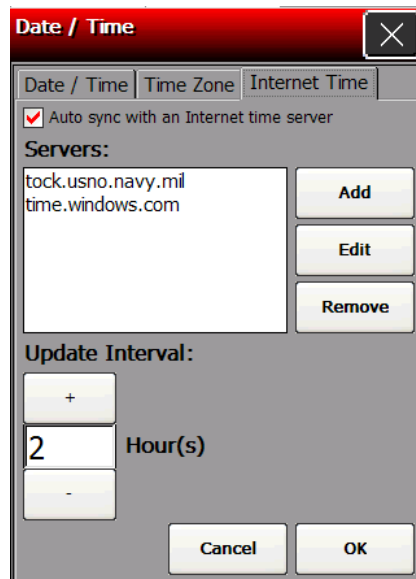 Date / Time
Date / Time Time Zone Internet Time
Auto sync with an Internet time server
Servers:
tock.usno.navy.mil
time.windows.com
Add
Edit
Remove
Update Interval:
+
2 Hour(s)
-
Cancel OK